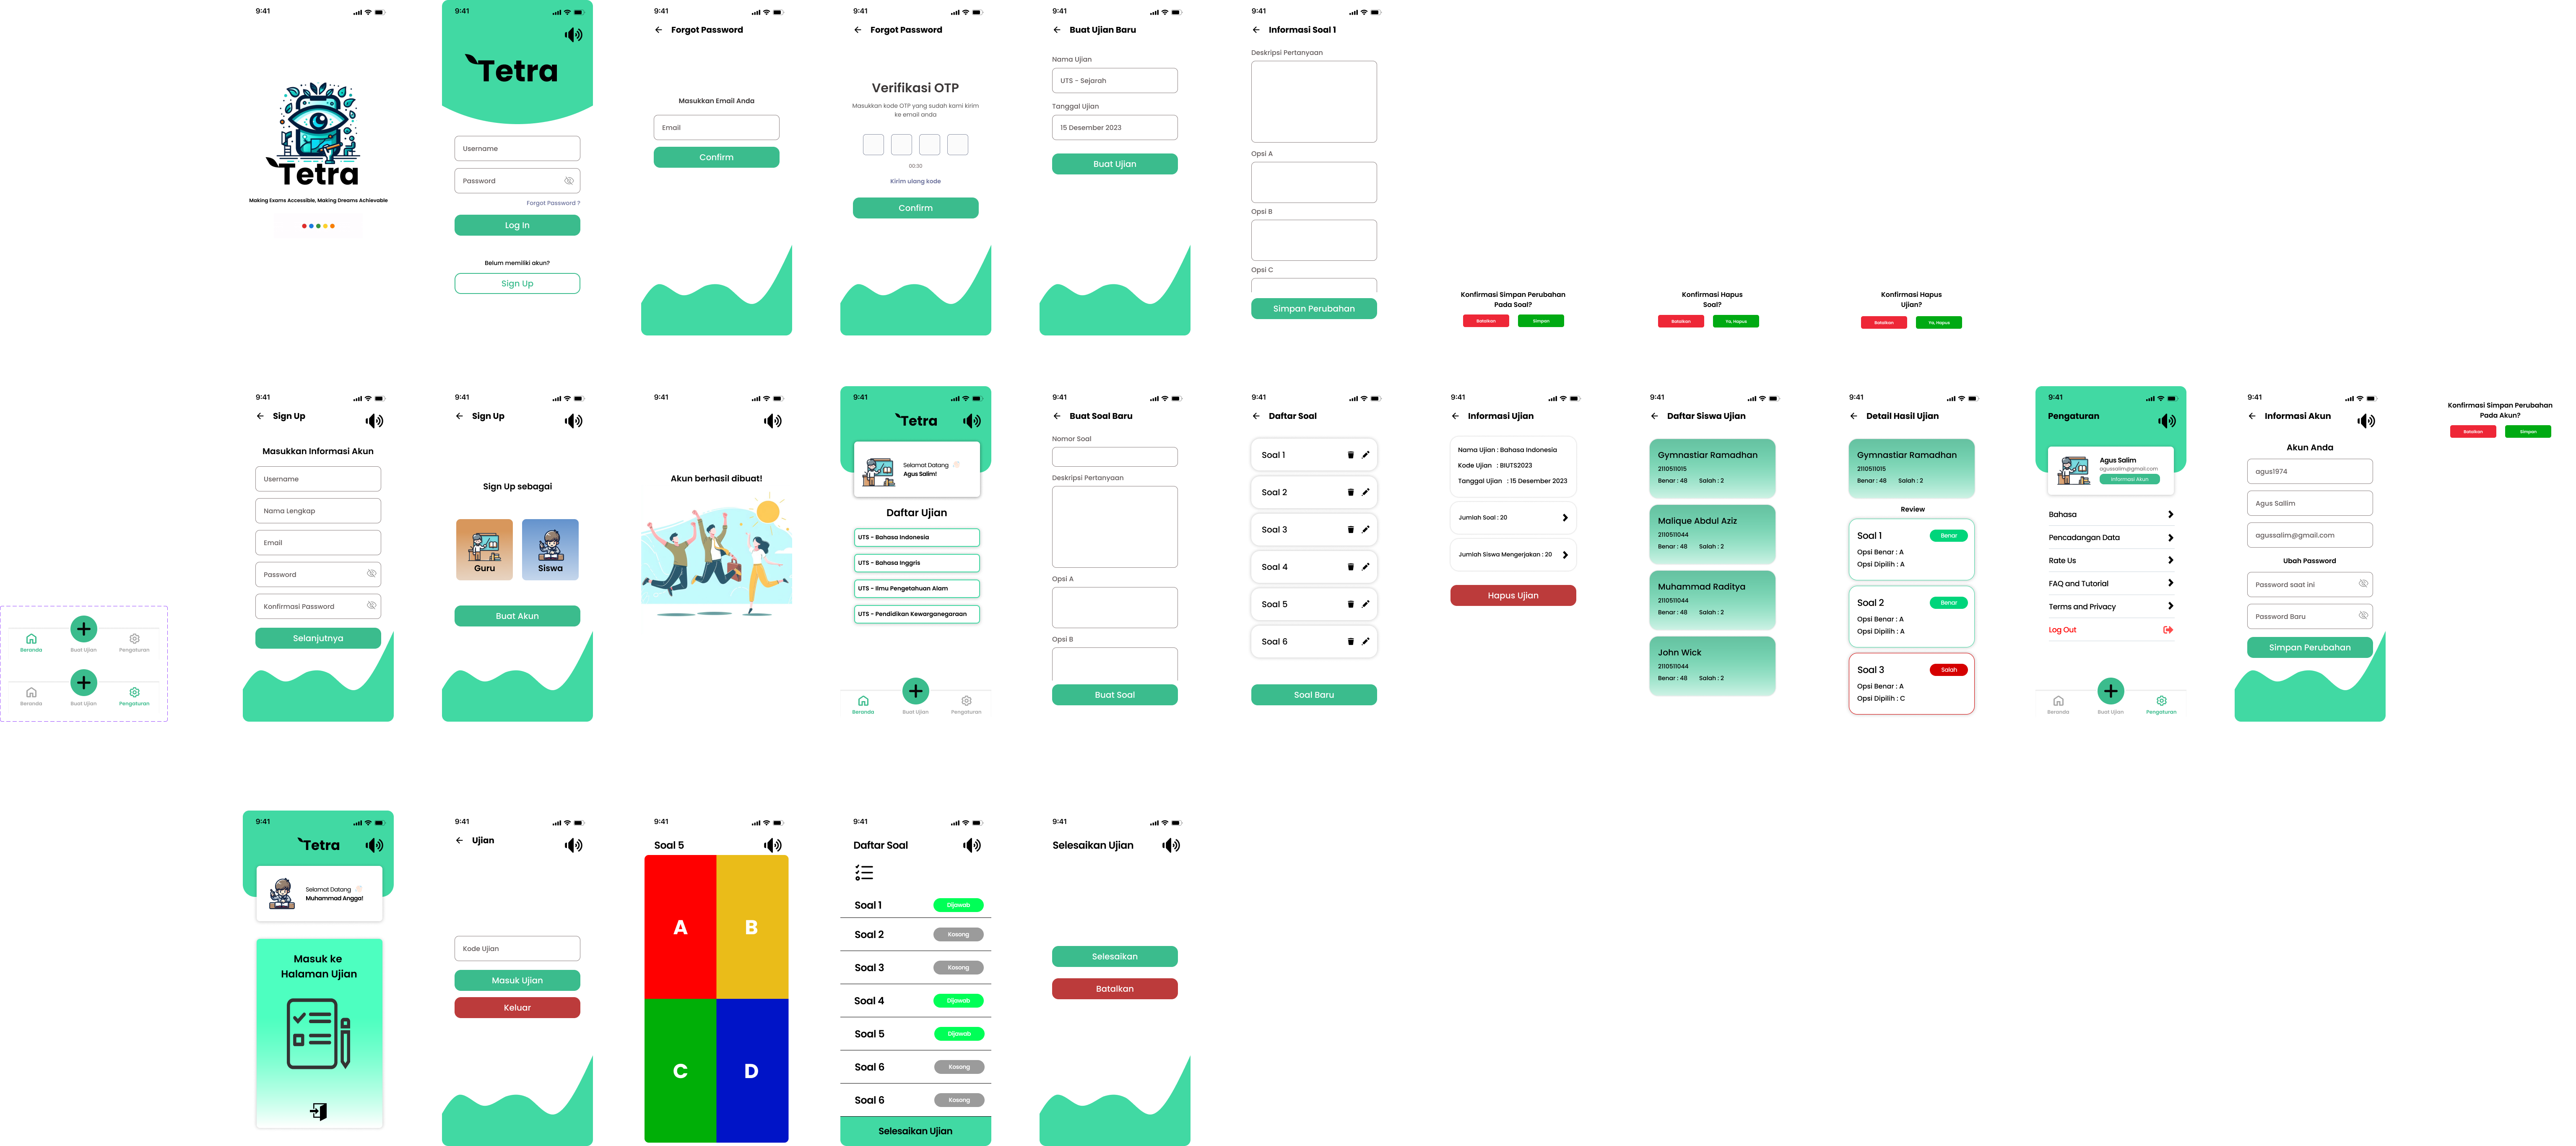 9:41
Tetra
Making Exams Accessible, Making Dreams Achievable
9:41
Tetra
Username
Password
Forgot Password ?
Log In
Belum memiliki akun?
Sign Up
9:41
Forgot Password
Masukkan Email Anda
Email
Confirm
9:41
Forgot Password
Verifikasi OTP
Masukkan kode OTP yang sudah kami kirim
ke email anda
00:30
Kirim ulang kode
Confirm
9:41
Buat Ujian Baru
Nama Ujian
UTS - Sejarah
Tanggal Ujian
15 Desember 2023
Buat Ujian
9:41
Informasi Soal 1
Deskripsi Pertanyaan
Opsi A
Opsi B
Opsi C
Simpan Perubahan
Konfirmasi Simpan Perubahan
Pada Soal?
Batalkan
Simpan
Konfirmasi Hapus
Soal?
Batalkan
Ya, Hapus
Konfirmasi Hapus
Ujian?
Batalkan
Ya, Hapus
Beranda
Buat Ujian
Pengaturan
Beranda
Buat Ujian
Pengaturan
9:41
Sign Up
Masukkan Informasi Akun
Username
Nama Lengkap
Email
Password
Konfirmasi Password
Selanjutnya
9:41
Sign Up
Sign Up sebagai
Guru
Siswa
Buat Akun
9:41
Akun berhasil dibuat!
9:41
Tetra
Selamat Datang
Agus Salim!
Daftar Ujian
UTS - Bahasa Indonesia
UTS - Bahasa Inggris
UTS - Ilmu Pengetahuan Alam
UTS - Pendidikan Kewarganegaraan
Beranda
Buat Ujian
Pengaturan
9:41
Buat Soal Baru
Nomor Soal
Deskripsi Pertanyaan
Opsi A
Opsi B
Buat Soal
9:41
Daftar Soal
Soal 1
Soal 2
Soal 3
Soal 4
Soal 5
Soal 6
Soal Baru
9:41
Informasi Ujian
Nama Ujian : Bahasa Indonesia
Kode Ujian : BIUTS2023
Tanggal Ujian : 15 Desember 2023
Jumlah Soal : 20
Jumlah Siswa Mengerjakan : 20
Hapus Ujian
9:41
Daftar Siswa Ujian
Gymnastiar Ramadhan
2110511015
Benar : 48 Salah : 2
Malique Abdul Aziz
2110511044
Benar : 48 Salah : 2
Muhammad Raditya
2110511044
Benar : 48 Salah : 2
John Wick
2110511044
Benar : 48 Salah : 2
9:41
Detail Hasil Ujian
Gymnastiar Ramadhan
2110511015
Benar : 48 Salah : 2
Review
Soal 1
Benar
Opsi Benar : A
Opsi Dipilih : A
Soal 2
Benar
Opsi Benar : A
Opsi Dipilih : A
Soal 3
Salah
Opsi Benar : A
Opsi Dipilih : C
9:41
Pengaturan
Agus Salim
agussalim@gmail.com
Informasi Akun
Bahasa
Pencadangan Data
Rate Us
FAQ and Tutorial
Terms and Privacy
Log Out
Beranda
Buat Ujian
Pengaturan
9:41
Informasi Akun
Akun Anda
agus1974
Agus Sallim
agussalim@gmail.com
Ubah Password
Password saat ini
Password Baru
Simpan Perubahan
Konfirmasi Simpan Perubahan
Pada Akun?
Batalkan
Simpan
9:41
Tetra
Selamat Datang
Muhammad Angga!
Masuk ke
Halaman Ujian
9:41
Ujian
Kode Ujian
Masuk Ujian
Keluar
9:41
Soal 5
A
B
C
D
9:41
Daftar Soal
Soal 1
Dijawab
Soal 2
Kosong
Soal 3
Kosong
Soal 4
Dijawab
Soal 5
Dijawab
Soal 6
Kosong
Soal 6
Kosong
Selesaikan Ujian
9:41
Selesaikan Ujian
Selesaikan
Batalkan